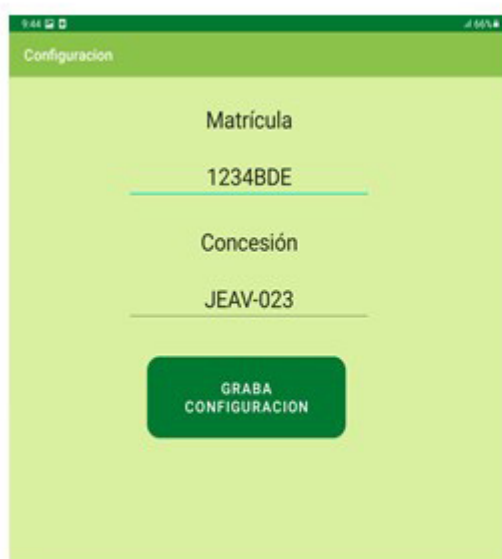 9:44
66%
Configuracion
Matrícula
1234BDE
Concesión
JEAV-023
GRABA
CONFIGURACION